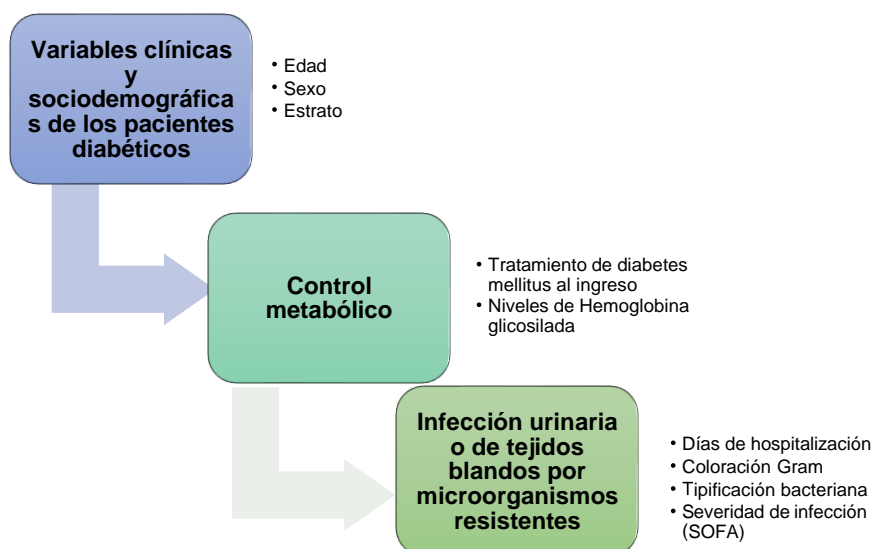 Variables clínicas
y
sociodemográfica
s de los pacientes
diabéticos
• Edad
• Sexo
• Estrato
Control
metabólico
• Tratamiento de diabetes
mellitus al ingreso
• Niveles de Hemoglobina
glicosilada
Infección urinaria
o de tejidos
blandos por
microorganismos
resistentes
• Días de hospitalización
• Coloración Gram
• Tipificación bacteriana
• Severidad de infección
(SOFA)